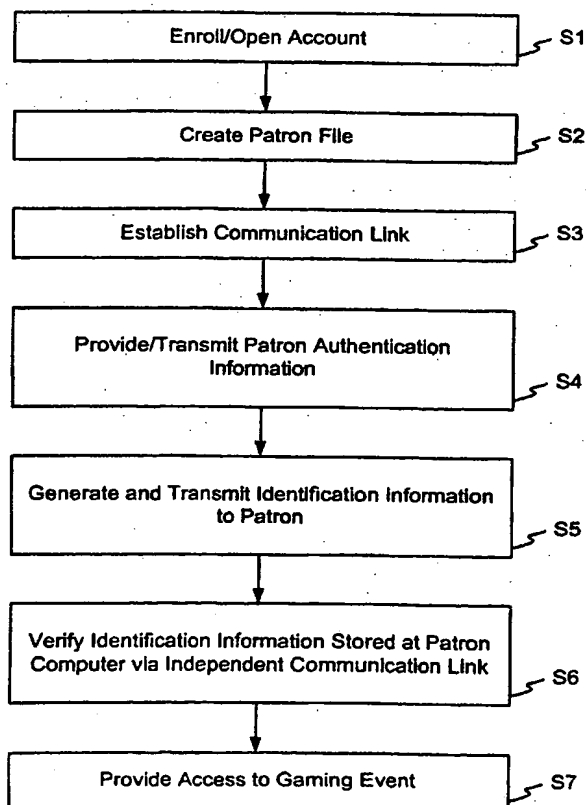 Enroll/Open Account
S1
Create Patron File
S2
Establish Communication Link
S3
Provide/Transmit Patron Authentication
Information
S4
Generate and Transmit Identification Information
to Patron
S5
Verify Identification Information Stored at Patron
Computer via Independent Communication Link
S6
Provide Access to Gaming Event
S7